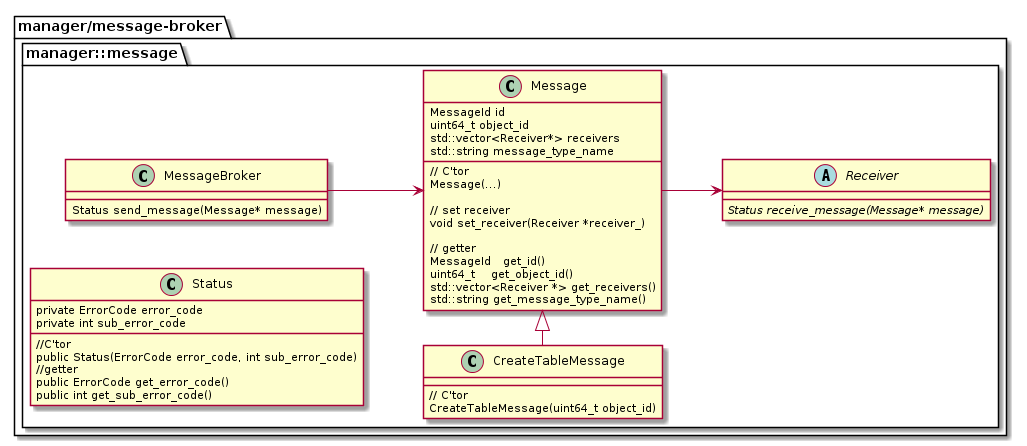 manager/message-broker
manager::message
C Message
MessageId id
uint64_t object_id
std::vector<Receiver*> receivers
std::string message_type_name
// C'tor
Message(...)
// set receiver
void set_receiver(Receiver *receiver_)
// getter
MessageId    get_id()
uint64_t     get_object_id()
std::vector<Receiver *> get_receivers()
std::string get_message_type_name()
C MessageBroker
Status send_message(Message* message)
A Receiver
Status receive_message(Message* message)
C Status
private ErrorCode error_code
private int sub_error_code
//C'tor
public Status(ErrorCode error_code, int sub_error_code)
//getter
public ErrorCode get_error_code()
public int get_sub_error_code()
C CreateTableMessage
// C'tor
CreateTableMessage(uint64_t object_id)